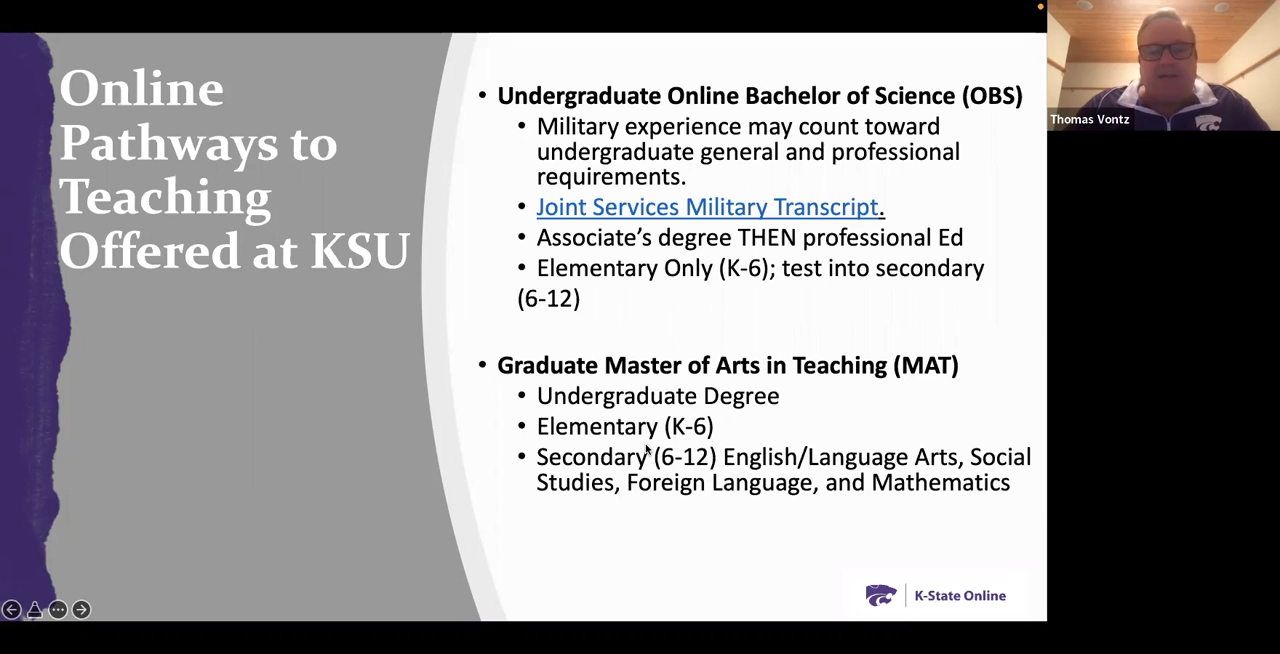 Online
Pathways to
Teaching
Offered at KSU
• Undergraduate Online Bachelor of Science (OBS)
• Military experience may count toward
undergraduate general and professional
requirements.
• Joint Services Military Transcript.
• Associate’s degree THEN professional Ed
• Elementary Only (K-6); test into secondary
(6-12)
• Graduate Master of Arts in Teaching (MAT)
• Undergraduate Degree
• Elementary (K-6)
• Secondary (6-12) English/Language Arts, Social
Studies, Foreign Language, and Mathematics
K-State Online
Thomas Vontz